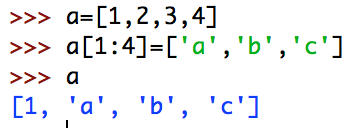 >>> a=[1,2,3,4]
>>> a[1:4]=['a','b','c']
>>> a
[1, 'a', 'b', 'c']